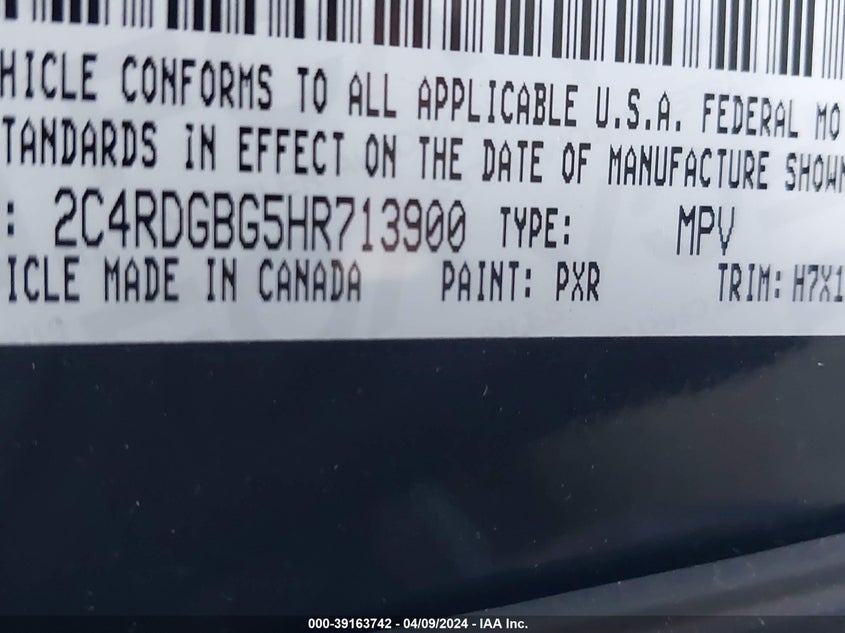 HICLE CONFORMS TO ALL APPLICABLE U.S.A. FEDERAL MO
TANDARDS IN EFFECT ON THE DATE OF MANUFACTURE SHOWN
: 2C4RDGBG5HR713900 TYPE: MPV
ICLE MADE IN CANADA PAINT: PXR TRIM: H7X1
000-39163742 - 04/09/2024 - IAA Inc.